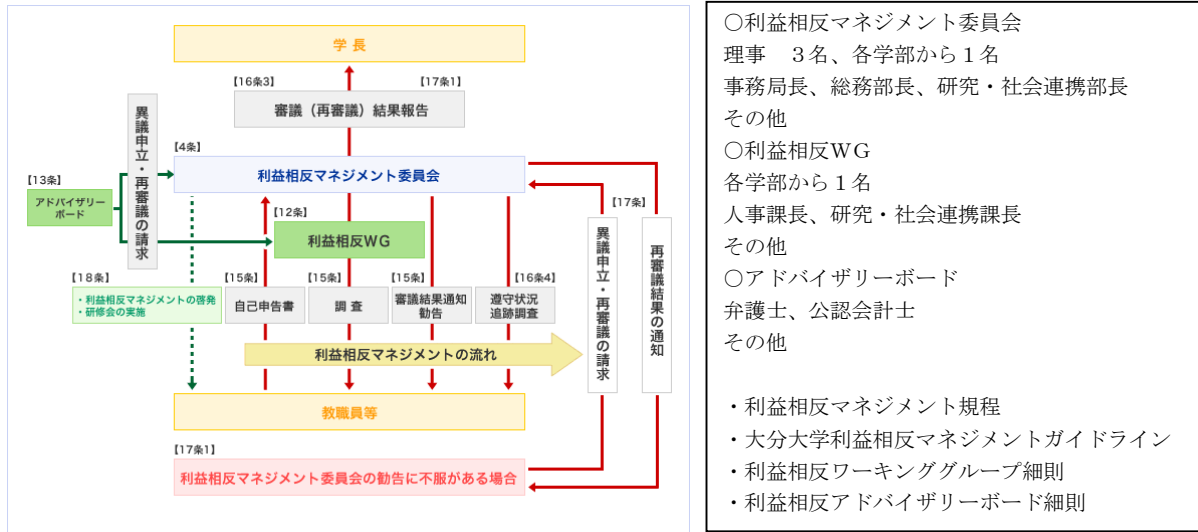 学 長
【16条3】
【17条1】
審議（再審議）結果報告
異議申立・再審議の請求
【4条】
利益相反マネジメント委員会
【13条】
アドバイザリー
ボード
【12条】
利益相反WG
【17条】
【18条】
・利益相反マネジメントの啓発
・研修会の実施
【15条】
自己申告書
【15条】
調 査
【15条】
審議結果通知
勧告
【16条4】
遵守状況
追跡調査
異議申立・再審議の請求
再審議結果の通知
利益相反マネジメントの流れ
教職員等
【17条1】
利益相反マネジメント委員会の勧告に不服がある場合
○利益相反マネジメント委員会
理事　３名、各学部から１名
事務局長、総務部長、研究・社会連携部長
その他
○利益相反ＷＧ
各学部から１名
人事課長、研究・社会連携課長
その他
○アドバイザリーボード
弁護士、公認会計士
その他
・利益相反マネジメント規程
・大分大学利益相反マネジメントガイドライン
・利益相反ワーキンググループ細則
・利益相反アドバイザリーボード細則